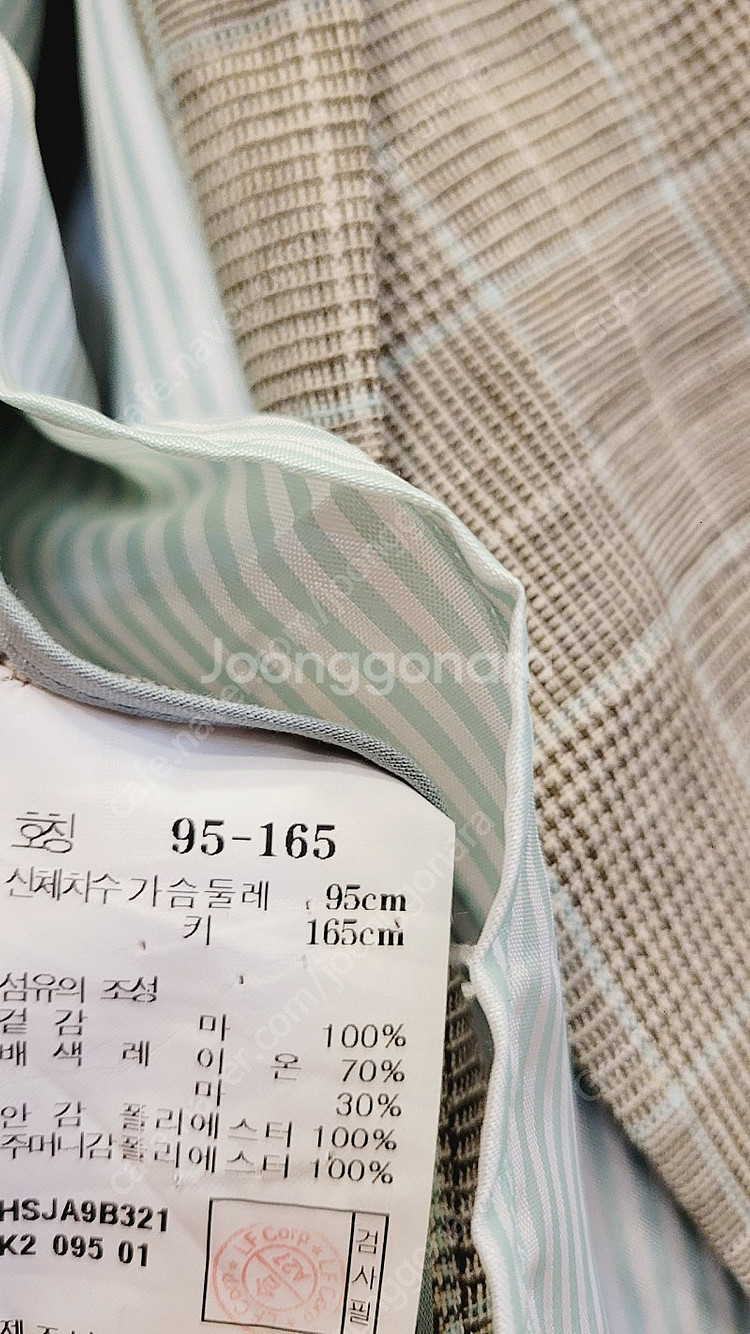 Joonggonara
호칭 95-165
신체치수 가슴둘레 95cm
키 165cm
섬유의 조성
겉감 마 100%
배색 레이온 70%
마 30%
안감 폴리에스터 100%
주머니감 폴리에스터 100%
HSJA9B321
K2 095 01
LF Corp
A27
검사필